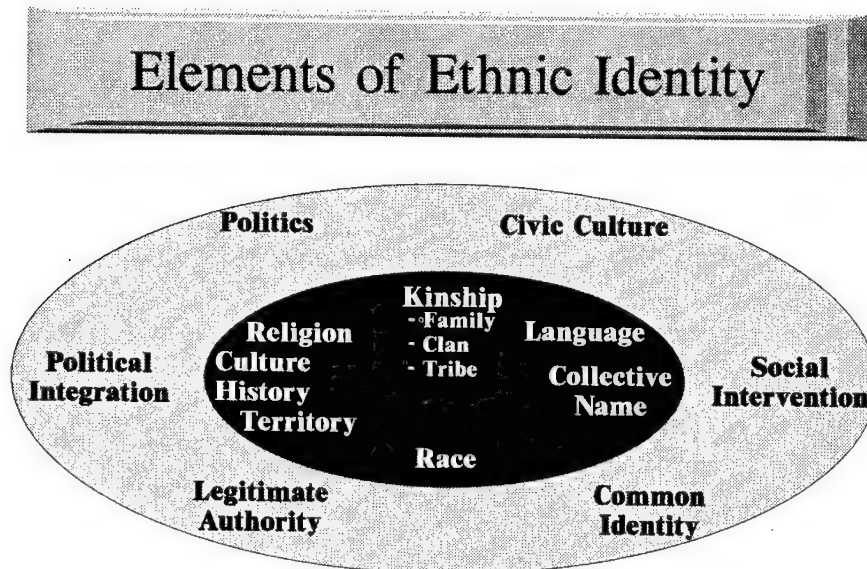 Elements of Ethnic Identity
Politics
Civic Culture
Kinship
- Family
- Clan
- Tribe
Religion
Culture
History
Territory
Language
Collective
Name
Race
Political
Integration
Social
Intervention
Legitimate
Authority
Common
Identity